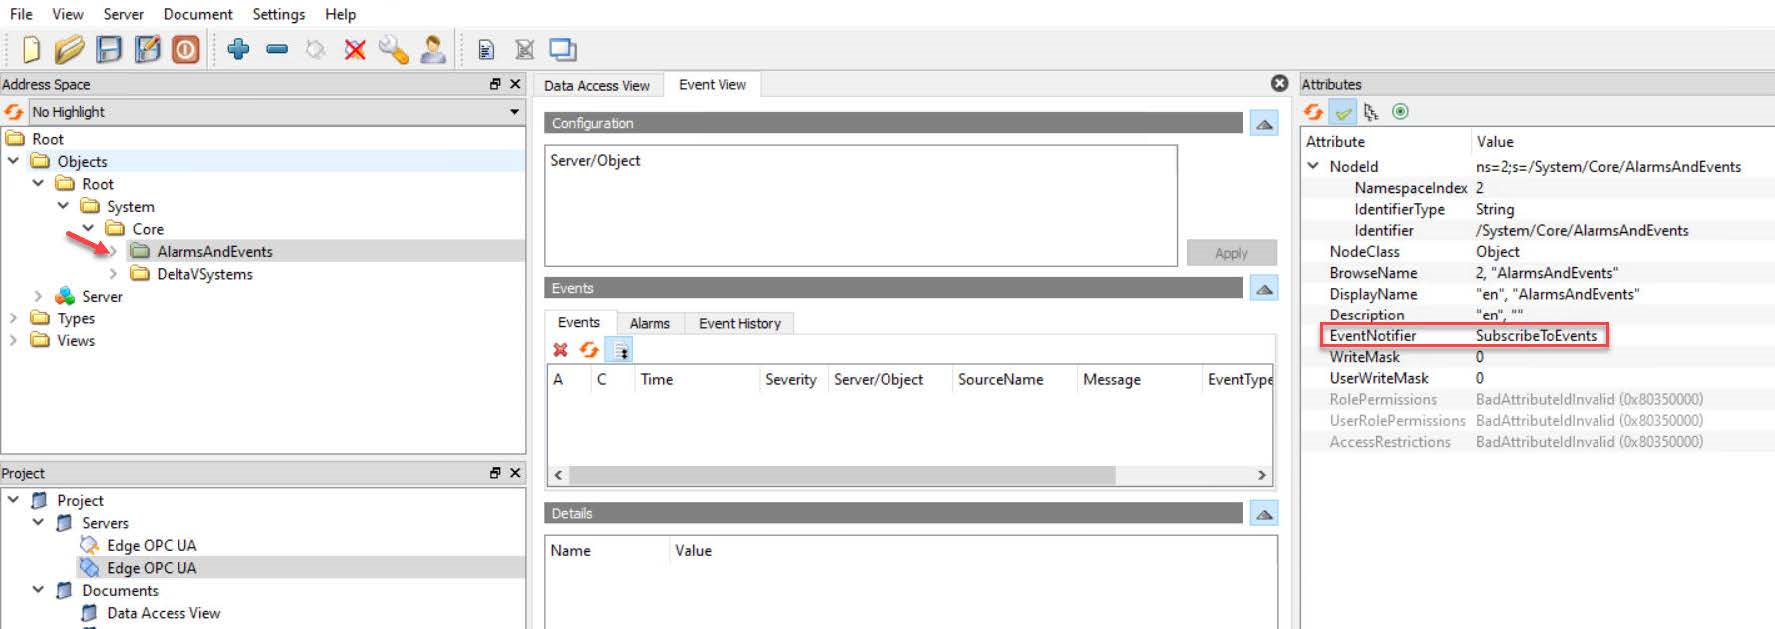 File View Server Document Settings Help
Address Space
No Highlight
Root
Objects
Root
System
Core
AlarmsAndEvents
DeltaVSystems
Server
Types
Views
Project
Project
Servers
Edge OPC UA
Edge OPC UA
Documents
Data Access View
Data Access View Event View
Configuration
Server/Object
Apply
Events
Events Alarms Event History
A C Time Severity Server/Object SourceName Message EventType
Details
Name Value
Attributes
Attribute Value
NodeId ns=2;s=/System/Core/AlarmsAndEvents
NamespaceIndex 2
IdentifierType String
Identifier /System/Core/AlarmsAndEvents
NodeClass Object
BrowseName 2, "AlarmsAndEvents"
DisplayName "en", "AlarmsAndEvents"
Description "en", ""
EventNotifier SubscribeToEvents
WriteMask 0
UserWriteMask 0
RolePermissions BadAttributeIdInvalid (0x80350000)
UserRolePermissions BadAttributeIdInvalid (0x80350000)
AccessRestrictions BadAttributeIdInvalid (0x80350000)